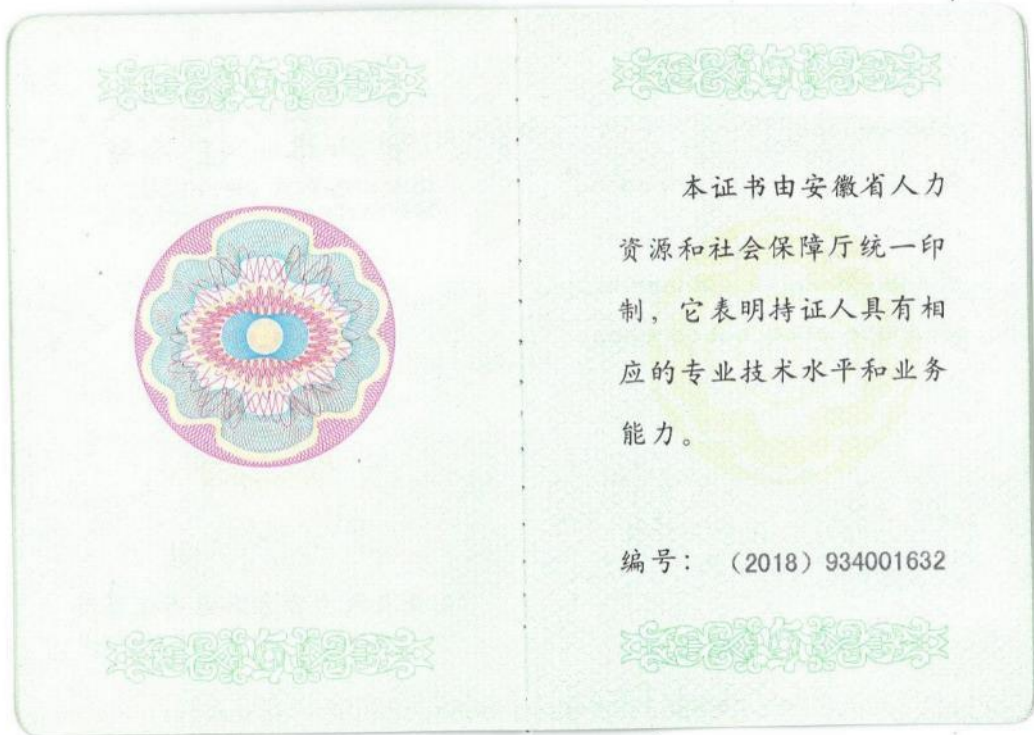 本证书由安徽省人力
资源和社会保障厅统一印
制，它表明持证人具有相
应的专业技术水平和业务
能力。
编号： （2018）934001632